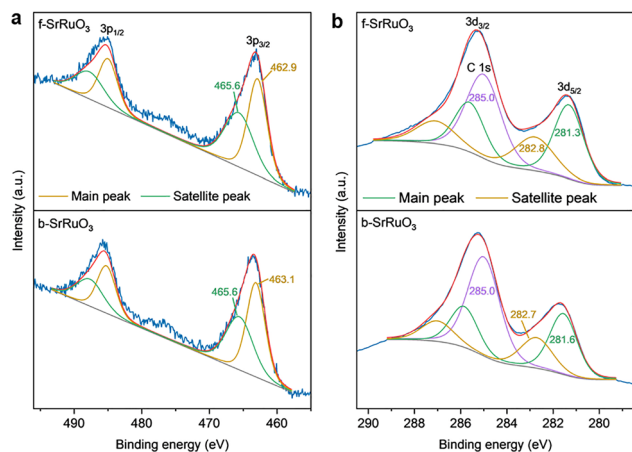 a
f-SrRuO₃
3p₁/₂
3p₃/₂
462.9
465.6
Main peak
Satellite peak
b-SrRuO₃
463.1
465.6
Intensity (a.u.)
490
480
470
460
Binding energy (eV)
b
f-SrRuO₃
3d₃/₂
C 1s
285.0
3d₅/₂
281.3
282.8
Main peak
Satellite peak
b-SrRuO₃
285.0
282.7
281.6
Intensity (a.u.)
290
288
286
284
282
280
Binding energy (eV)